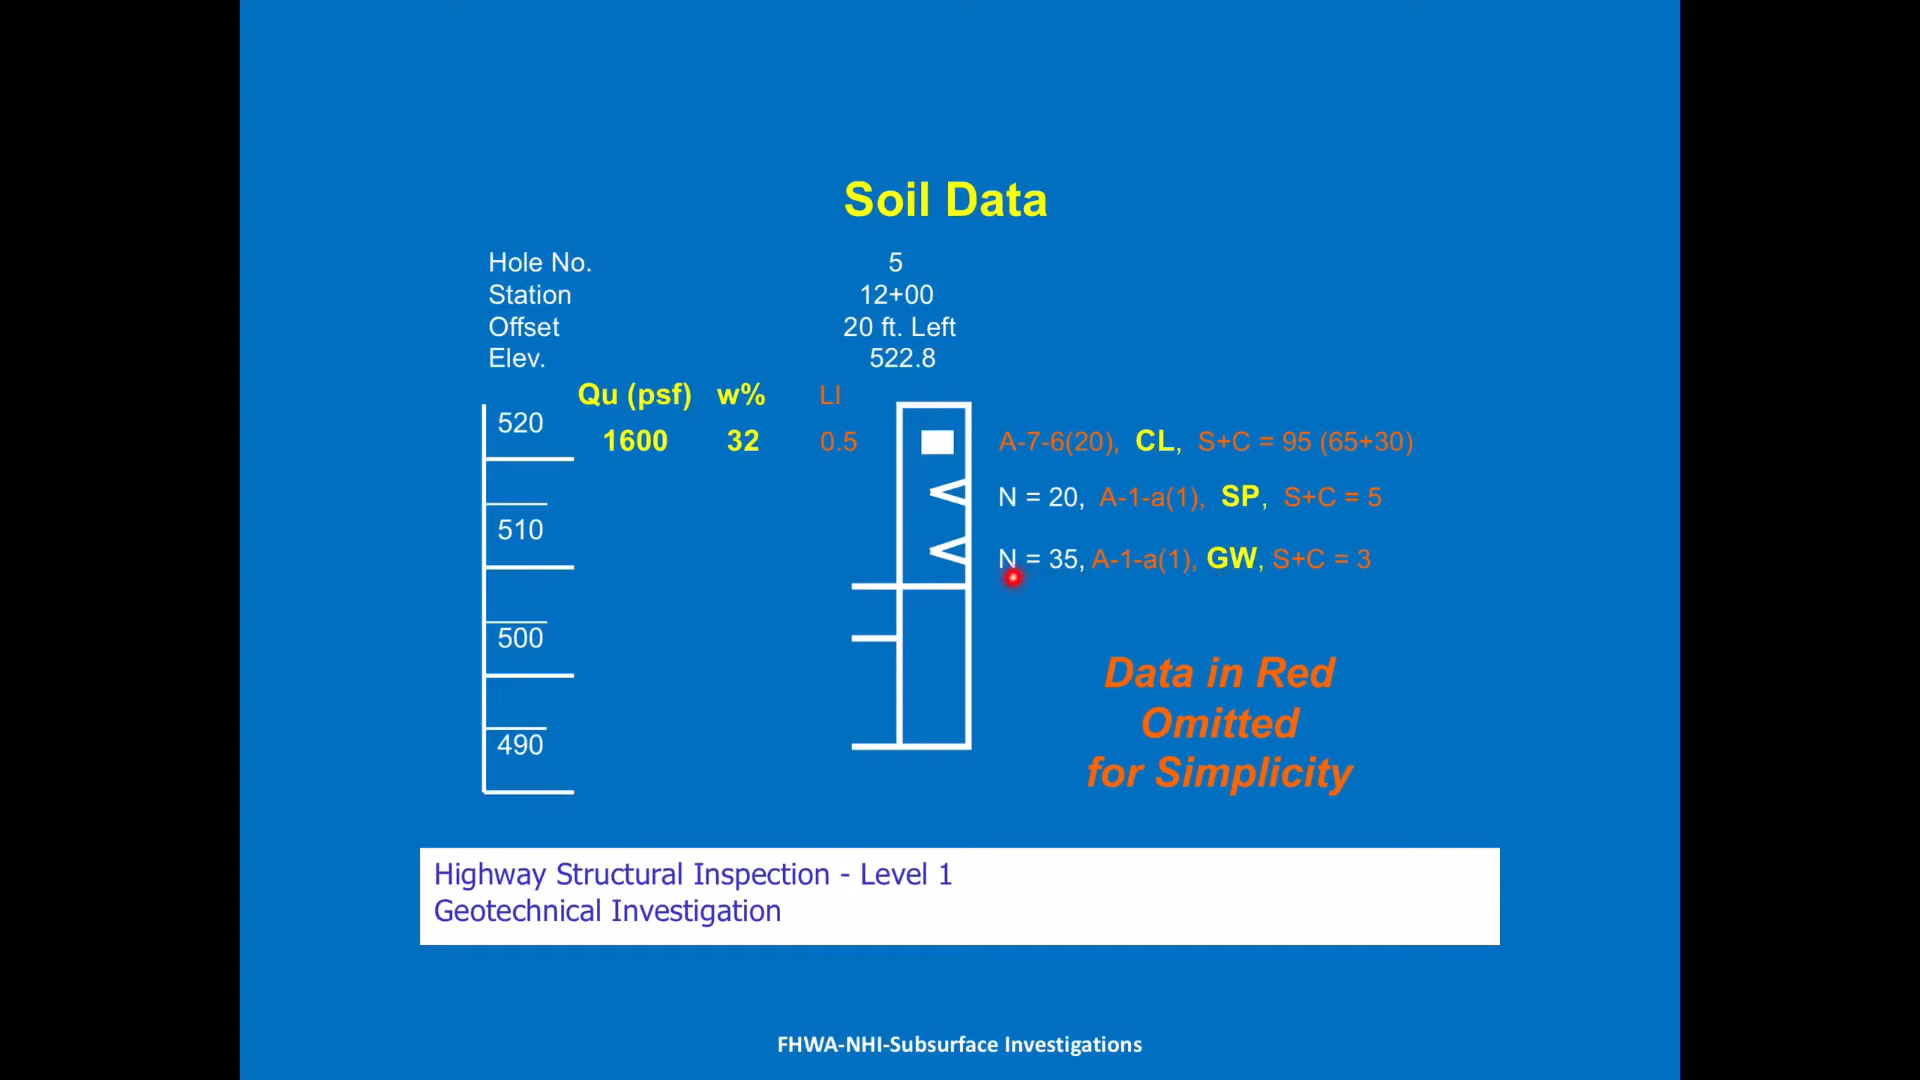 Soil Data
Hole No. 5
Station 12+00
Offset 20 ft. Left
Elev. 522.8
Qu (psf) w% LI
520
1600 32 0.5 A-7-6(20), CL, S+C = 95 (65+30)
N = 20, A-1-a(1), SP, S+C = 5
510
N = 35, A-1-a(1), GW, S+C = 3
500
Data in Red
Omitted
490
for Simplicity
Highway Structural Inspection - Level 1
Geotechnical Investigation
FHWA-NHI-Subsurface Investigations